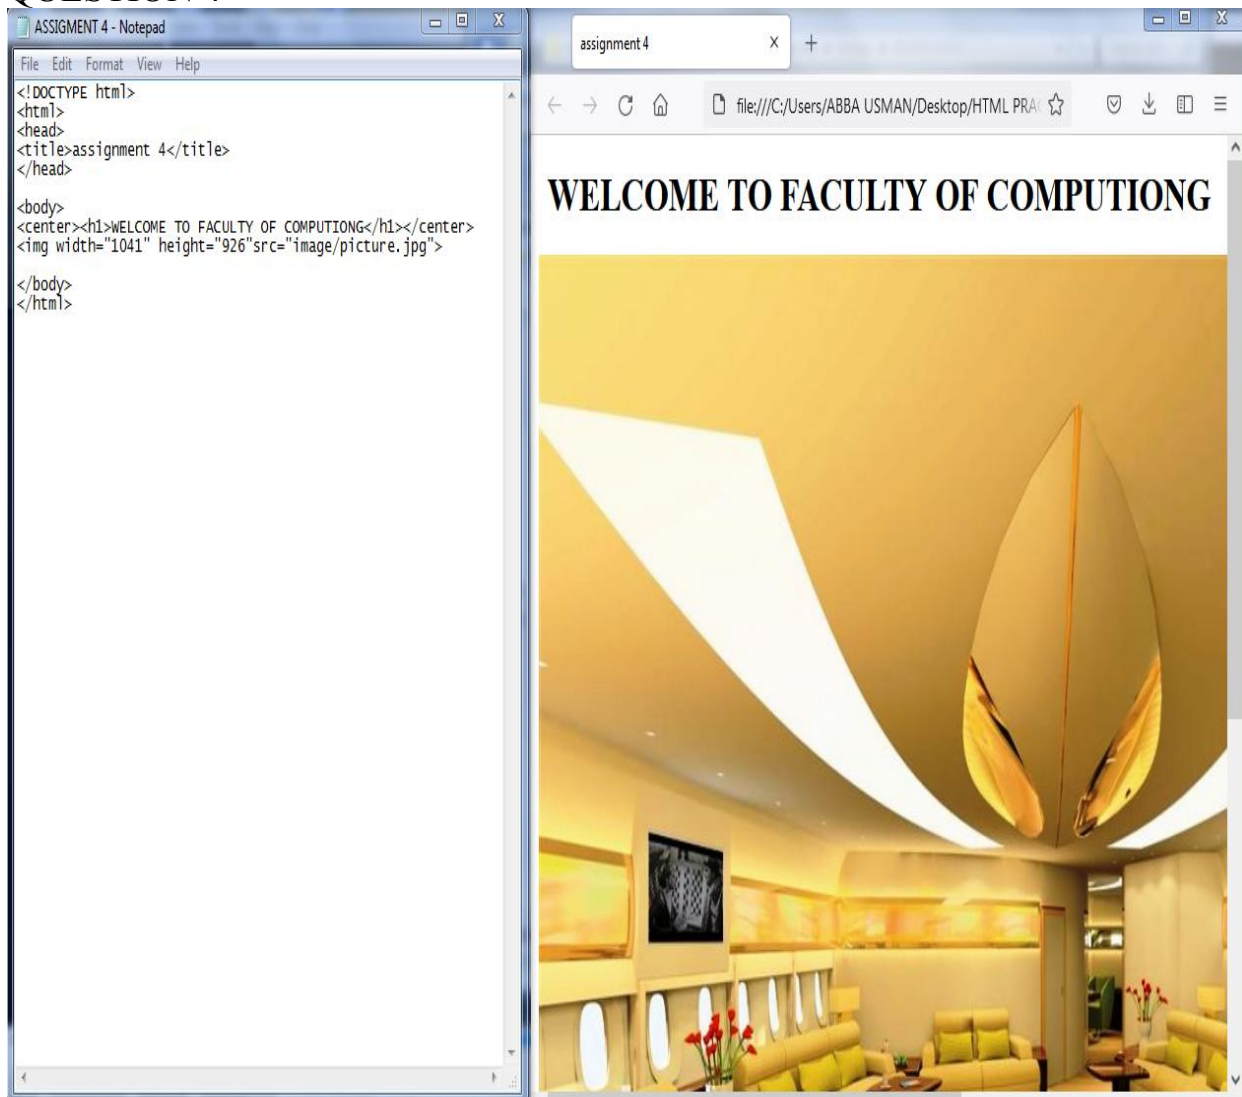 ASSIGMENT 4 - Notepad
File Edit Format View Help
<!DOCTYPE html>
<html>
<head>
<title>assignment 4</title>
</head>
<body>
<center><h1>WELCOME TO FACULTY OF COMPUTIONG</h1></center>
<img width="1041" height="926"src="image/picture.jpg">
</body>
</html>
assignment 4
file:///C:/Users/ABBA USMAN/Desktop/HTML PRA
WELCOME TO FACULTY OF COMPUTIONG